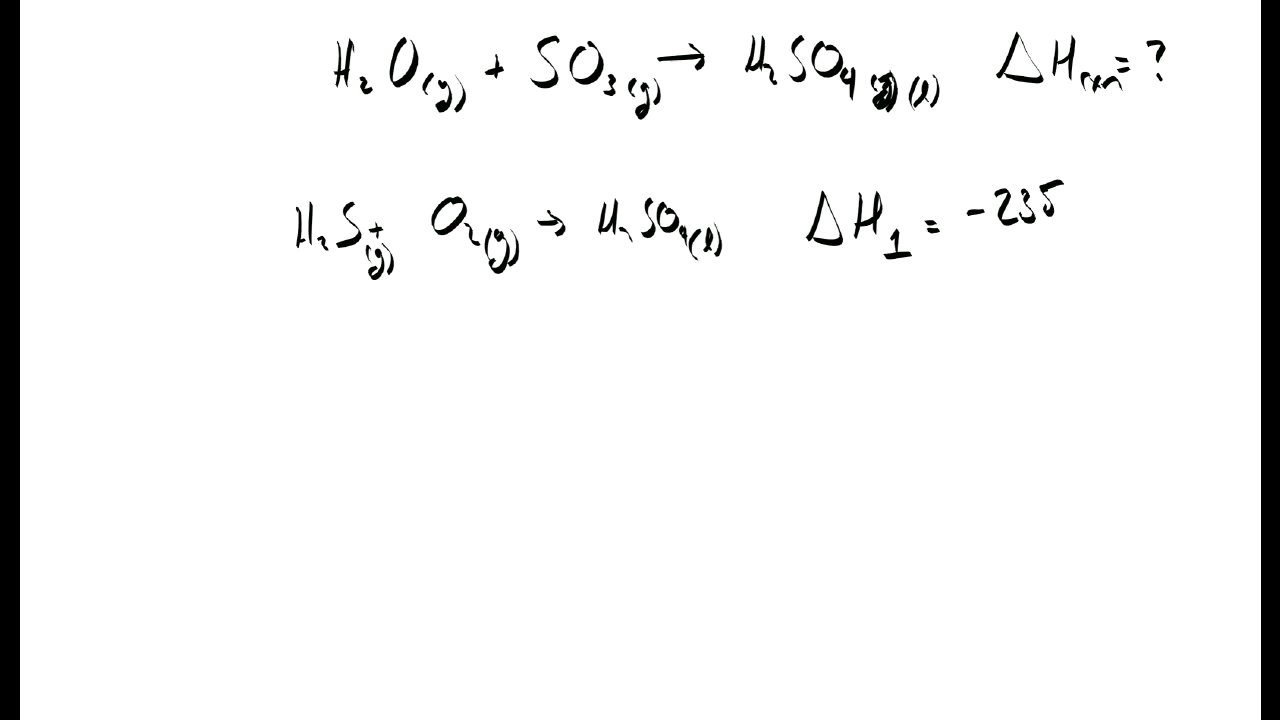 H₂O(g) + SO₃(g) → H₂SO₄ (l) ΔHrxn = ?
H₂S(g) + O₂(g) → H₂SO₄(l) ΔH₁ = -235